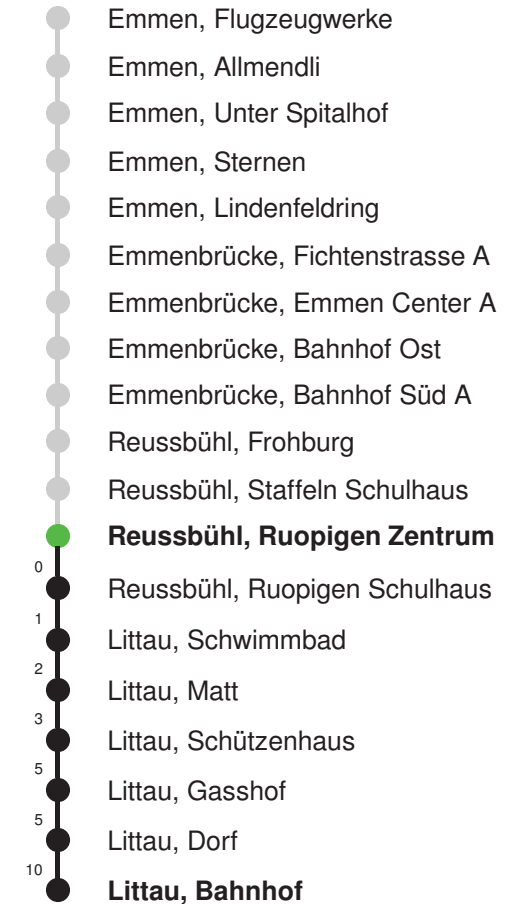 Emmen, Flugzeugwerke
Emmen, Allmendli
Emmen, Unter Spitalhof
Emmen, Sternen
Emmen, Lindenfeldring
Emmenbrücke, Fichtenstrasse A
Emmenbrücke, Emmen Center A
Emmenbrücke, Bahnhof Ost
Emmenbrücke, Bahnhof Süd A
Reussbühl, Frohburg
Reussbühl, Staffeln Schulhaus
Reussbühl, Ruopigen Zentrum
0 Reussbühl, Ruopigen Schulhaus
1 Littau, Schwimmbad
2 Littau, Matt
3 Littau, Schützenhaus
5 Littau, Gasshof
5 Littau, Dorf
10 Littau, Bahnhof